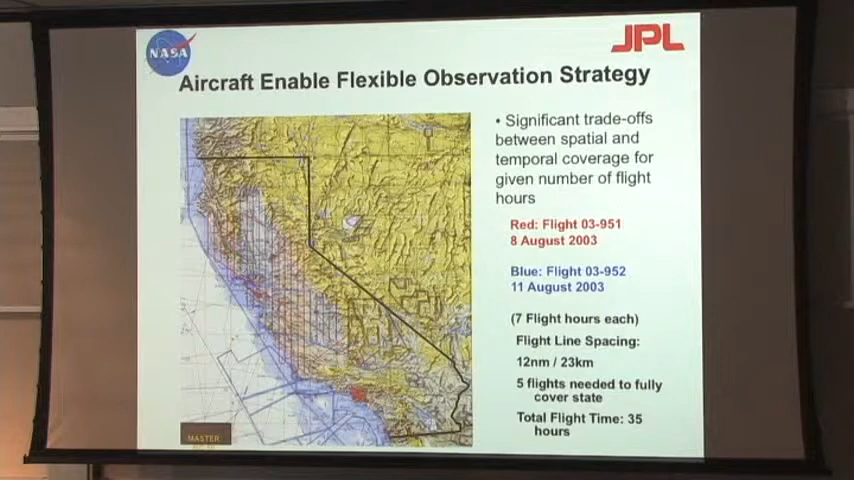 NASA
JPL
Aircraft Enable Flexible Observation Strategy
• Significant trade-offs
between spatial and
temporal coverage for
given number of flight
hours
Red: Flight 03-951
8 August 2003
Blue: Flight 03-952
11 August 2003
(7 Flight hours each)
Flight Line Spacing:
12nm / 23km
5 flights needed to fully
cover state
Total Flight Time: 35
hours
MASTER